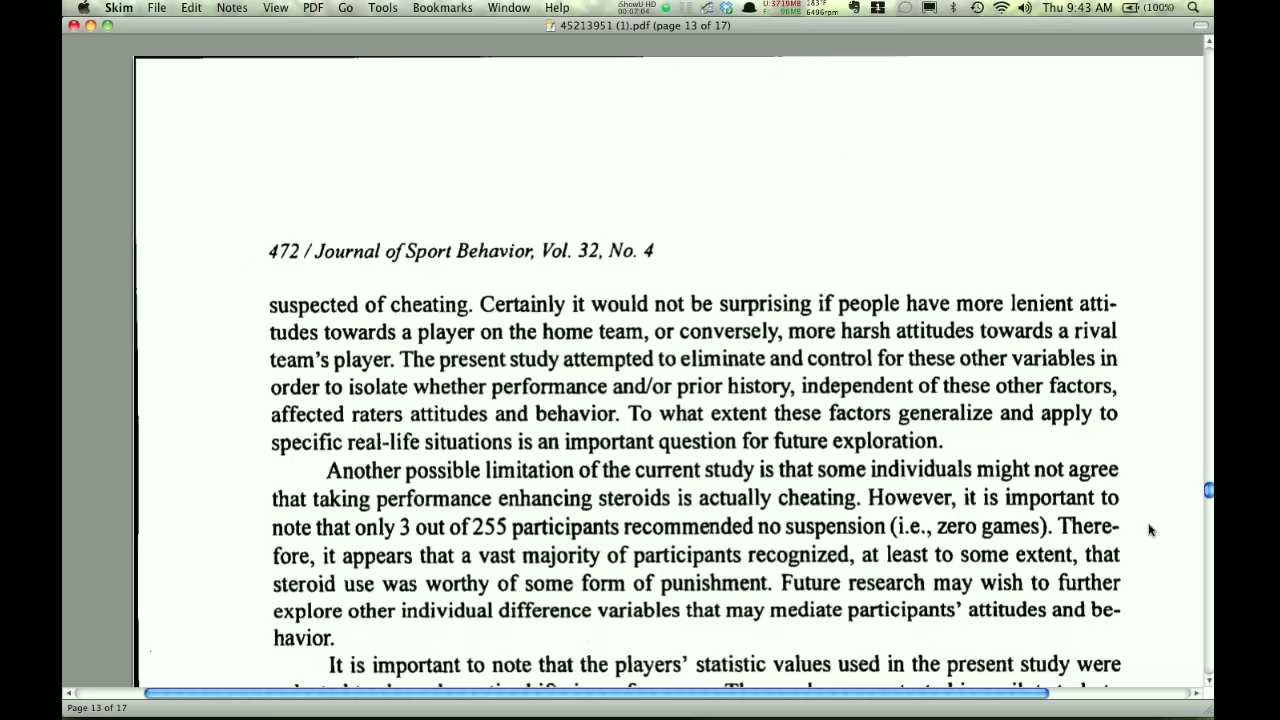 Skim File Edit Notes View PDF Go Tools Bookmarks Window Help iShowU HD 00:07:04 U: 3719MB F: 96MB 183°F 6496rpm 1 Thu 9:43 AM (100%)
45213951 (1).pdf (page 13 of 17)
472 / Journal of Sport Behavior, Vol. 32, No. 4
suspected of cheating. Certainly it would not be surprising if people have more lenient atti-
tudes towards a player on the home team, or conversely, more harsh attitudes towards a rival
team's player. The present study attempted to eliminate and control for these other variables in
order to isolate whether performance and/or prior history, independent of these other factors,
affected raters attitudes and behavior. To what extent these factors generalize and apply to
specific real-life situations is an important question for future exploration.
Another possible limitation of the current study is that some individuals might not agree
that taking performance enhancing steroids is actually cheating. However, it is important to
note that only 3 out of 255 participants recommended no suspension (i.e., zero games). There-
fore, it appears that a vast majority of participants recognized, at least to some extent, that
steroid use was worthy of some form of punishment. Future research may wish to further
explore other individual difference variables that may mediate participants' attitudes and be-
havior.
It is important to note that the players' statistic values used in the present study were
Page 13 of 17